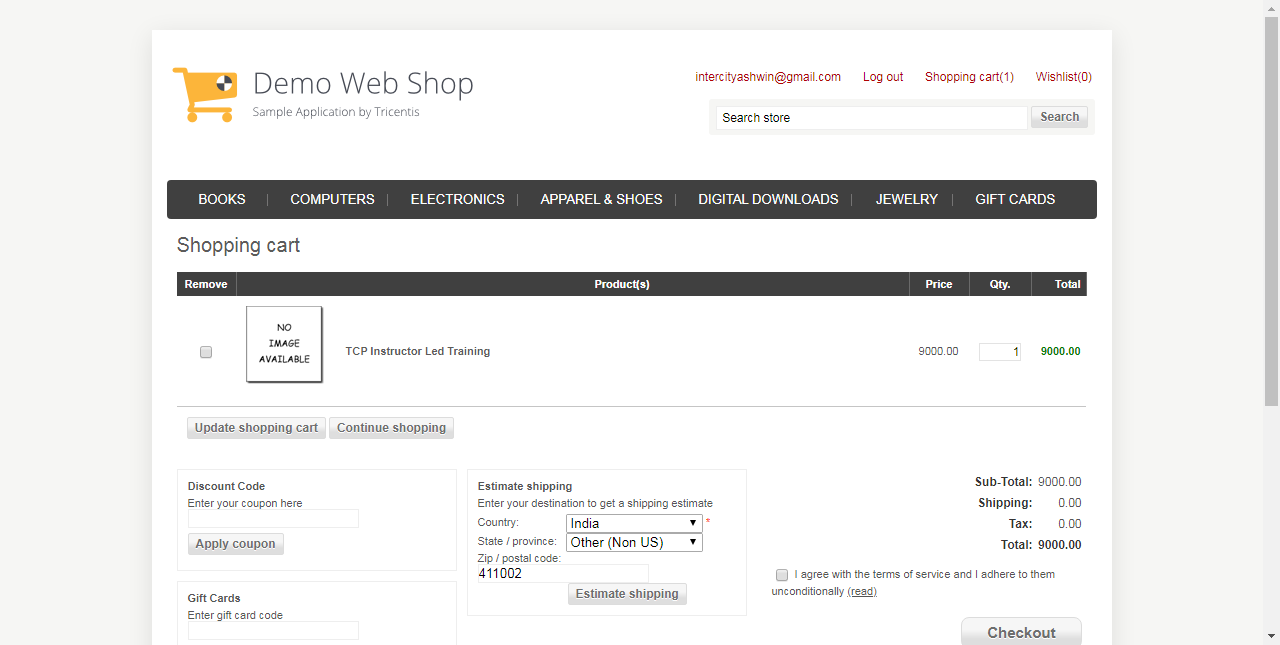 Demo Web Shop
Sample Application by Tricentis
intercityashwin@gmail.com Log out Shopping cart(1) Wishlist(0)
Search store Search
BOOKS COMPUTERS ELECTRONICS APPAREL & SHOES DIGITAL DOWNLOADS JEWELRY GIFT CARDS
Shopping cart
Remove Product(s) Price Qty. Total
NO
IMAGE
AVAILABLE
TCP Instructor Led Training 9000.00 1 9000.00
Update shopping cart Continue shopping
Discount Code
Enter your coupon here
Apply coupon
Gift Cards
Enter gift card code
Estimate shipping
Enter your destination to get a shipping estimate
Country: India *
State / province: Other (Non US)
Zip / postal code:
411002
Estimate shipping
Sub-Total: 9000.00
Shipping: 0.00
Tax: 0.00
Total: 9000.00
I agree with the terms of service and I adhere to them
unconditionally (read)
Checkout